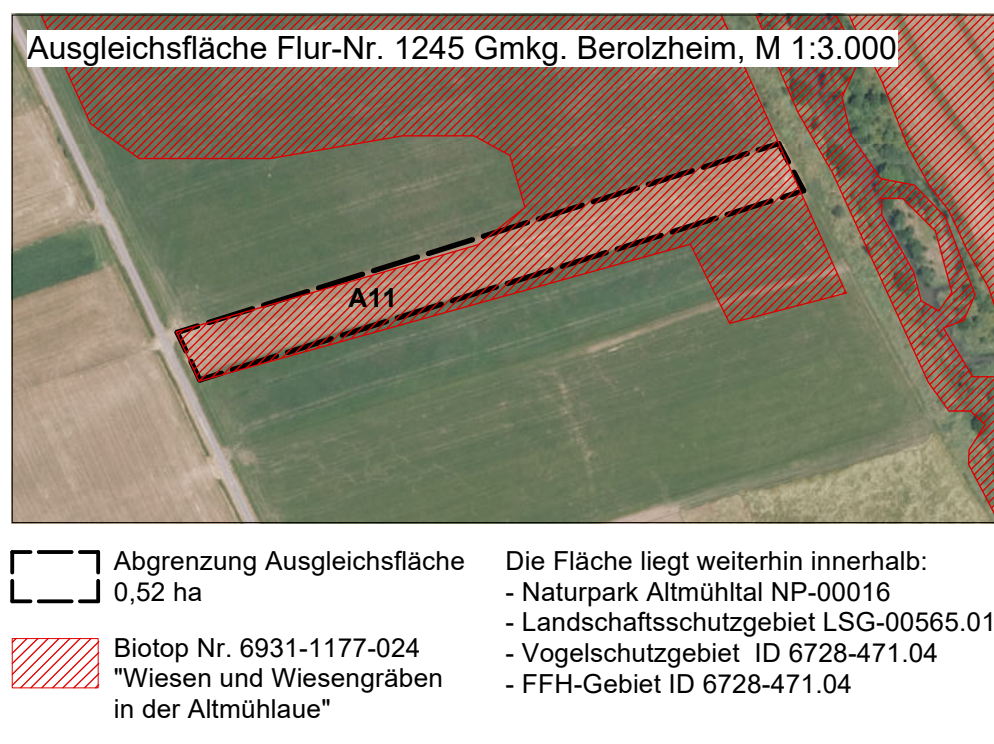 Ausgleichsfläche Flur-Nr. 1245 Gmkg. Berolzheim, M 1:3.000
A11
Abgrenzung Ausgleichsfläche
0,52 ha
Biotop Nr. 6931-1177-024
"Wiesen und Wiesengräben
in der Altmühlaue"
Die Fläche liegt weiterhin innerhalb:
- Naturpark Altmühltal NP-00016
- Landschaftsschutzgebiet LSG-00565.01
- Vogelschutzgebiet  ID 6728-471.04
- FFH-Gebiet ID 6728-471.04